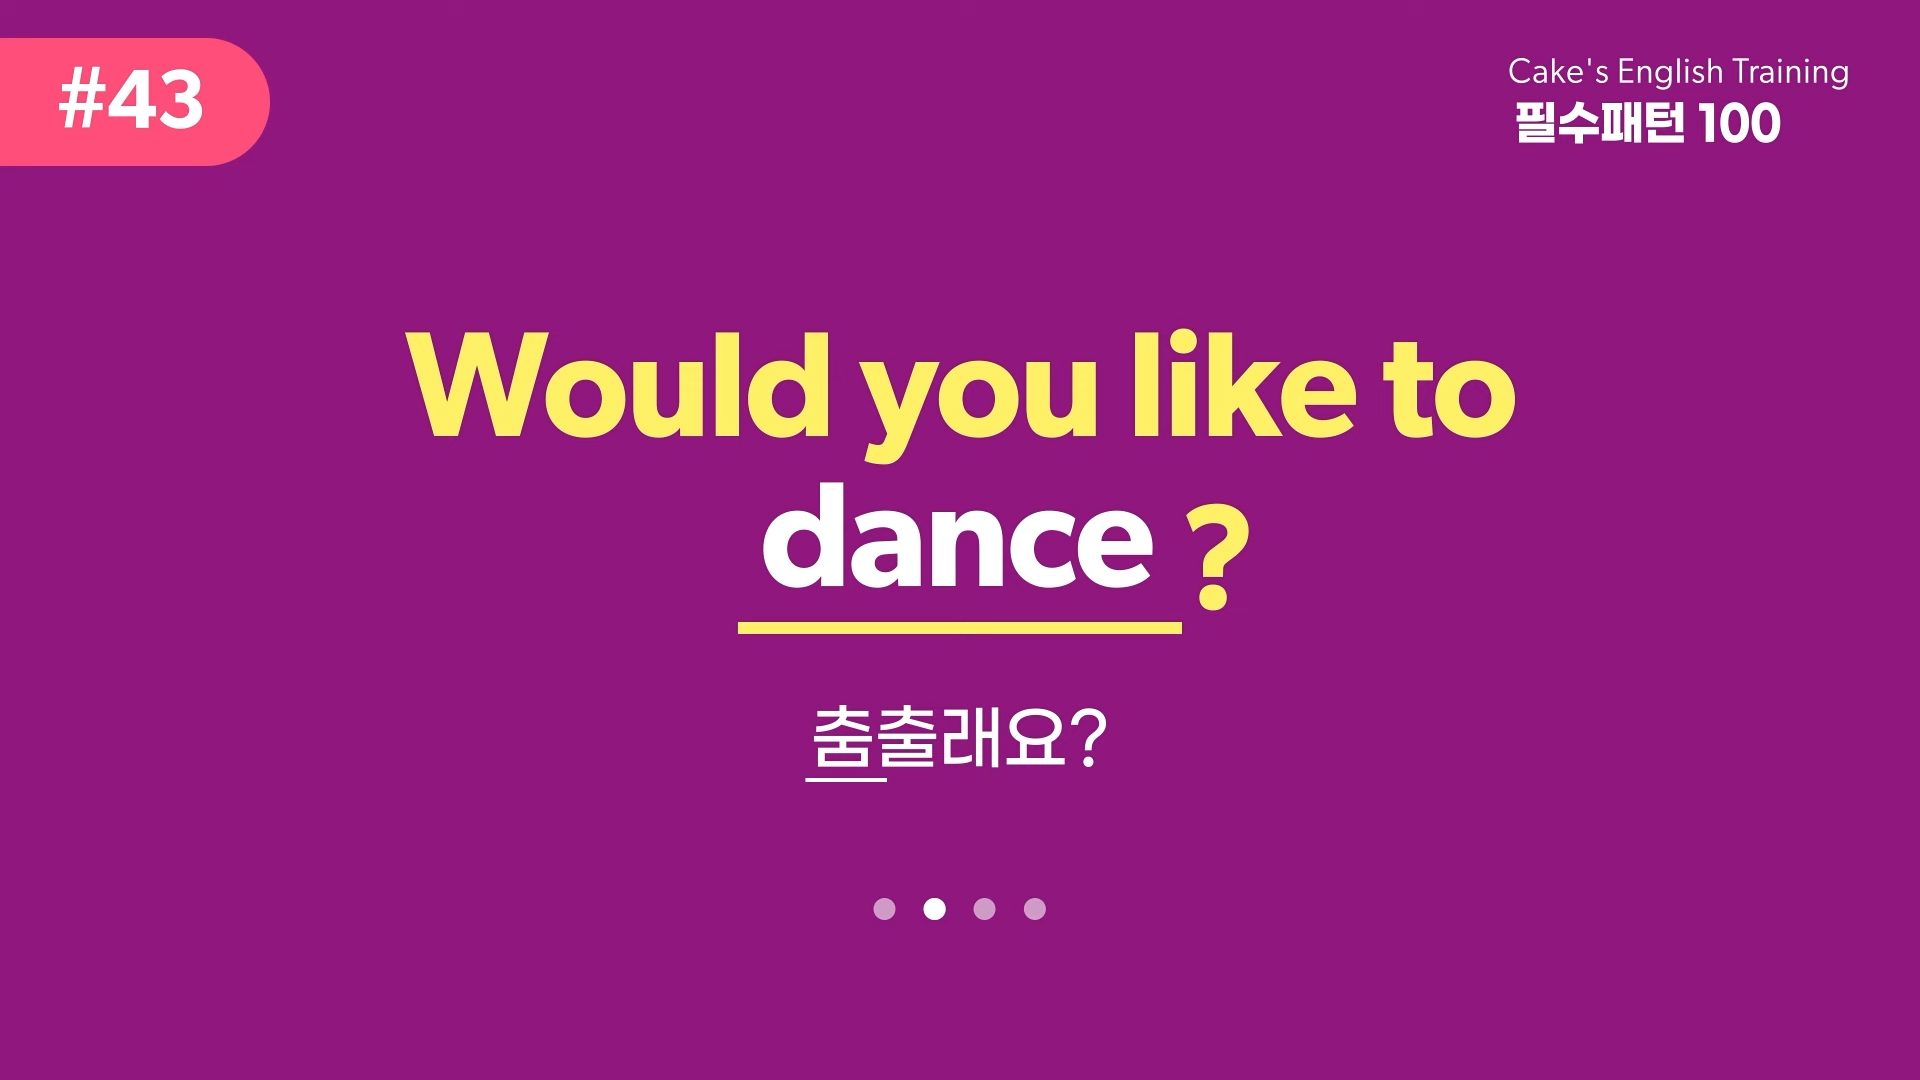 #43
Cake's English Training
필수패턴 100
Would you like to
dance ?
춤출래요?